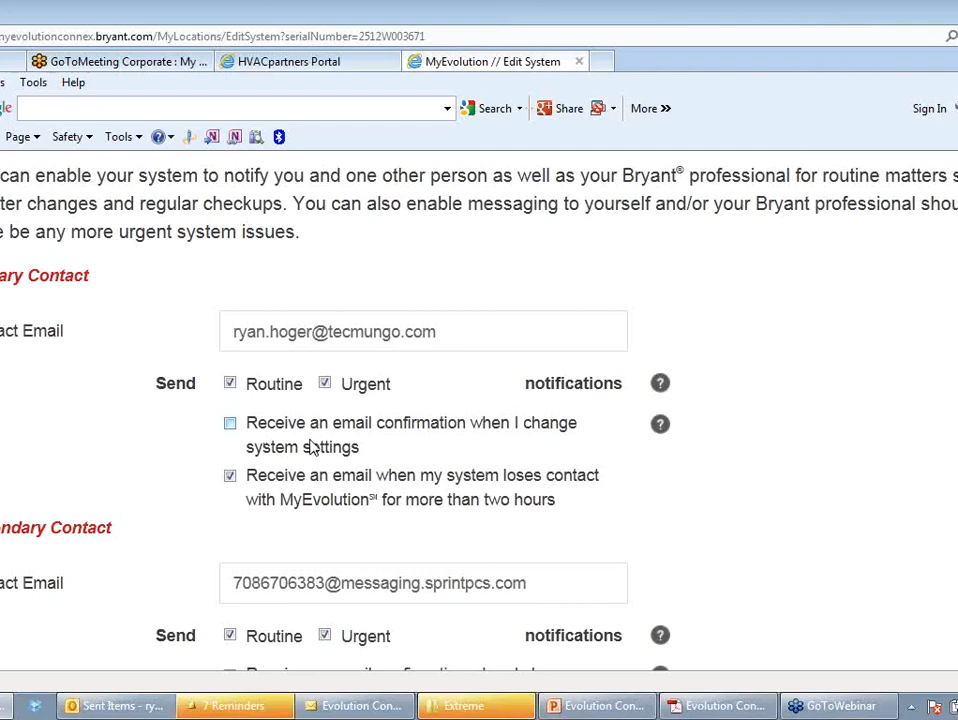 nyevolutionconnex.bryant.com/MyLocations/EditSystem?serialNumber=2512W003671
GoToMeeting Corporate : My ... HVACpartners Portal MyEvolution // Edit System
s Tools Help
gle Search Share More » Sign In
Page Safety Tools
can enable your system to notify you and one other person as well as your Bryant® professional for routine matters s
ter changes and regular checkups. You can also enable messaging to yourself and/or your Bryant professional shou
e be any more urgent system issues.
ary Contact
act Email ryan.hoger@tecmungo.com
Send Routine Urgent notifications ?
Receive an email confirmation when I change ?
system settings
Receive an email when my system loses contact
with MyEvolution℠ for more than two hours
ondary Contact
act Email 7086706383@messaging.sprintpcs.com
Send Routine Urgent notifications ?
Sent Items - ry... 7 Reminders Evolution Con... Extreme Evolution Con... Evolution Con... GoToWebinar